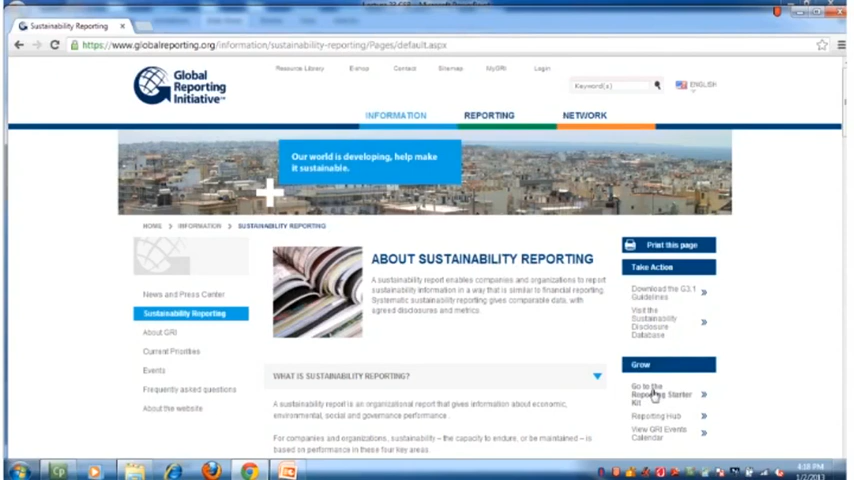 Sustainability Reporting
https://www.globalreporting.org/information/sustainability-reporting/Pages/default.aspx
Global
Reporting
Initiative™
Resource Library
Contact
Sitemap
MyGRI
Login
Keyword(s)
ENGLISH
INFORMATION
REPORTING
NETWORK
Our world is developing, help make
it sustainable.
HOME > INFORMATION > SUSTAINABILITY REPORTING
News and Press Center
Sustainability Reporting
About GRI
Current Priorities
Events
Frequently asked questions
About the website
ABOUT SUSTAINABILITY REPORTING
A sustainability report enables companies and organizations to report
sustainability information in a way that is similar to financial reporting.
Systematic sustainability reporting gives comparable data, with
agreed disclosures and metrics.
WHAT IS SUSTAINABILITY REPORTING?
A sustainability report is an organizational report that gives information about economic,
environmental, social and governance performance.
For companies and organizations, sustainability – the capacity to endure, or be maintained – is
based on performance in these four key areas.
Print this page
Take Action
Download the G3.1
Guidelines
Visit the
Sustainability
Disclosure
Database
Grow
Go to the
Reporting Starter
Kit
Reporting Hub
View GRI Events
Calendar
4:18 PM
1/2/2013